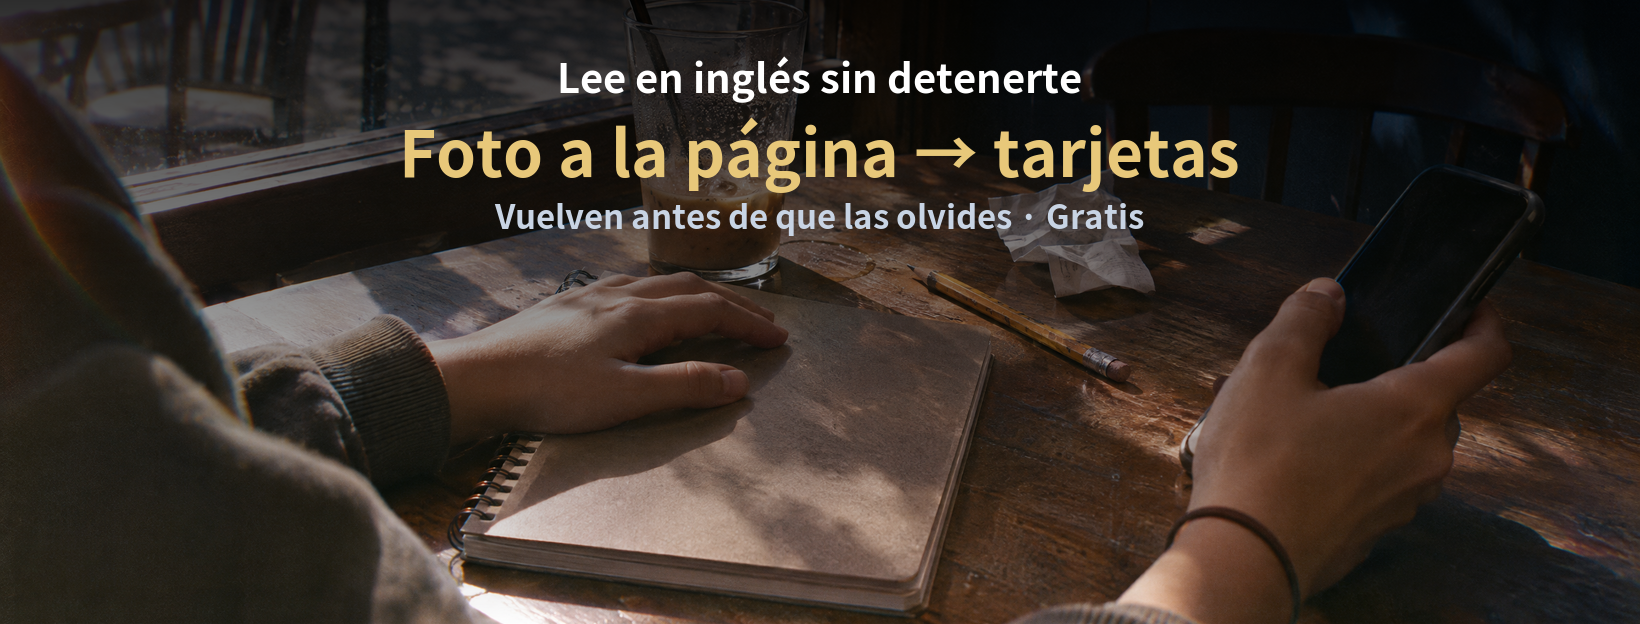 Lee en inglés sin detenerte
Foto a la página → tarjetas
Vuelven antes de que las olvides · Gratis